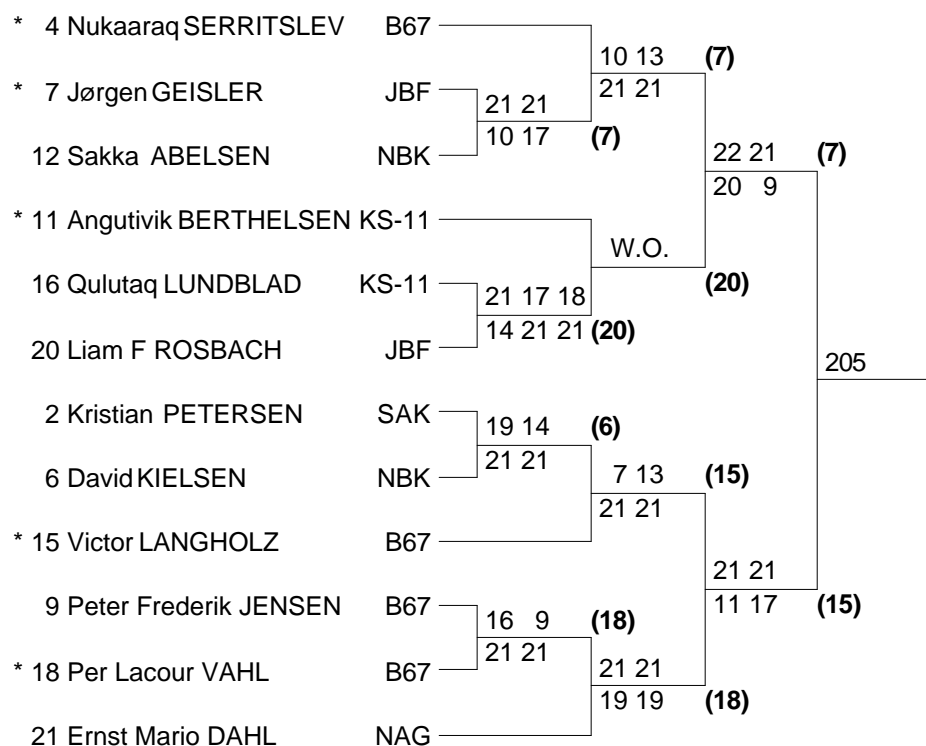 * 4 Nukaaraq SERRITSLEV B67
10 13 (7)
* 7 Jørgen GEISLER JBF
21 21
21 21
10 17 (7)
12 Sakka ABELSEN NBK
22 21 (7)
20 9
* 11 Angutivik BERTHELSEN KS-11
W.O.
16 Qulutaq LUNDBLAD KS-11
(20)
21 17 18
14 21 21 (20)
20 Liam F ROSBACH JBF
205
2 Kristian PETERSEN SAK
19 14 (6)
21 21
6 David KIELSEN NBK
7 13 (15)
21 21
* 15 Victor LANGHOLZ B67
21 21
9 Peter Frederik JENSEN B67
11 17 (15)
16 9 (18)
21 21
* 18 Per Lacour VAHL B67
21 21
19 19 (18)
21 Ernst Mario DAHL NAG